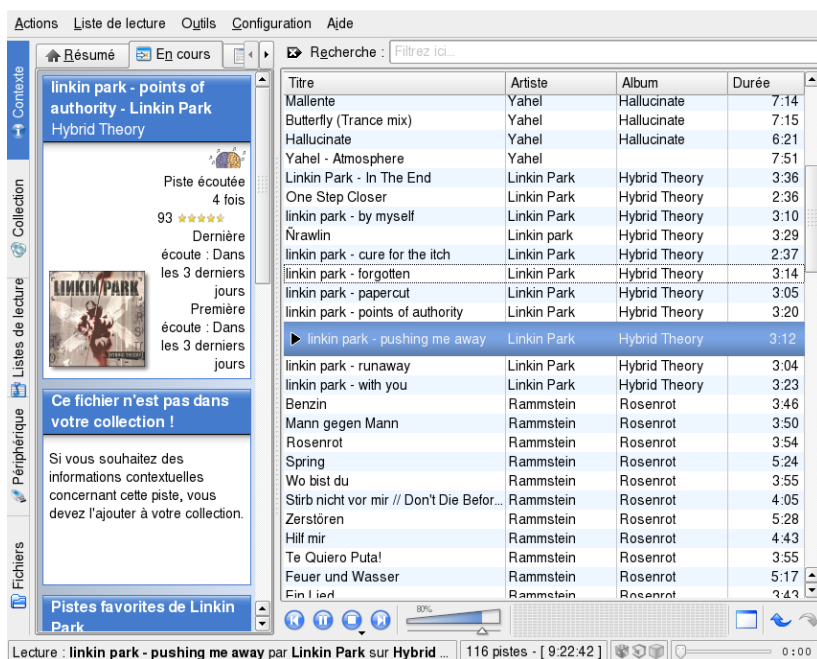 Actions Liste de lecture Outils Configuration Aide
Contexte
Collection
Listes de lecture
Périphérique
Fichiers
Résumé En cours
linkin park - points of
authority - Linkin Park
Hybrid Theory
Piste écoutée
4 fois
93
Dernière
écoute : Dans
les 3 derniers
jours
Première
écoute : Dans
les 3 derniers
jours
LINKIN PARK
Ce fichier n'est pas dans
votre collection !
Si vous souhaitez des
informations contextuelles
concernant cette piste, vous
devez l'ajouter à votre collection.
Pistes favorites de Linkin
Park
Recherche : Filtrez ici...
Titre Artiste Album Durée
Mallente Yahel Hallucinate 7:14
Butterfly (Trance mix) Yahel Hallucinate 7:15
Hallucinate Yahel Hallucinate 6:21
Yahel - Atmosphere Yahel 7:51
Linkin Park - In The End Linkin Park Hybrid Theory 3:36
One Step Closer Linkin Park Hybrid Theory 2:36
linkin park - by myself Linkin Park Hybrid Theory 3:10
Ñrawlin Linkin park Hybrid Theory 3:29
linkin park - cure for the itch Linkin Park Hybrid Theory 2:37
linkin park - forgotten Linkin Park Hybrid Theory 3:14
linkin park - papercut Linkin Park Hybrid Theory 3:05
linkin park - points of authority Linkin Park Hybrid Theory 3:20
linkin park - pushing me away Linkin Park Hybrid Theory 3:12
linkin park - runaway Linkin Park Hybrid Theory 3:04
linkin park - with you Linkin Park Hybrid Theory 3:23
Benzin Rammstein Rosenrot 3:46
Mann gegen Mann Rammstein Rosenrot 3:50
Rosenrot Rammstein Rosenrot 3:54
Spring Rammstein Rosenrot 5:24
Wo bist du Rammstein Rosenrot 3:55
Stirb nicht vor mir // Don't Die Befor... Rammstein Rosenrot 4:05
Zerstören Rammstein Rosenrot 5:28
Hilf mir Rammstein Rosenrot 4:43
Te Quiero Puta! Rammstein Rosenrot 3:55
Feuer und Wasser Rammstein Rosenrot 5:17
Ein Lied Rammstein Rosenrot 3:43
80%
Lecture : linkin park - pushing me away par Linkin Park sur Hybrid ... 116 pistes - [ 9:22:42 ] 0:00